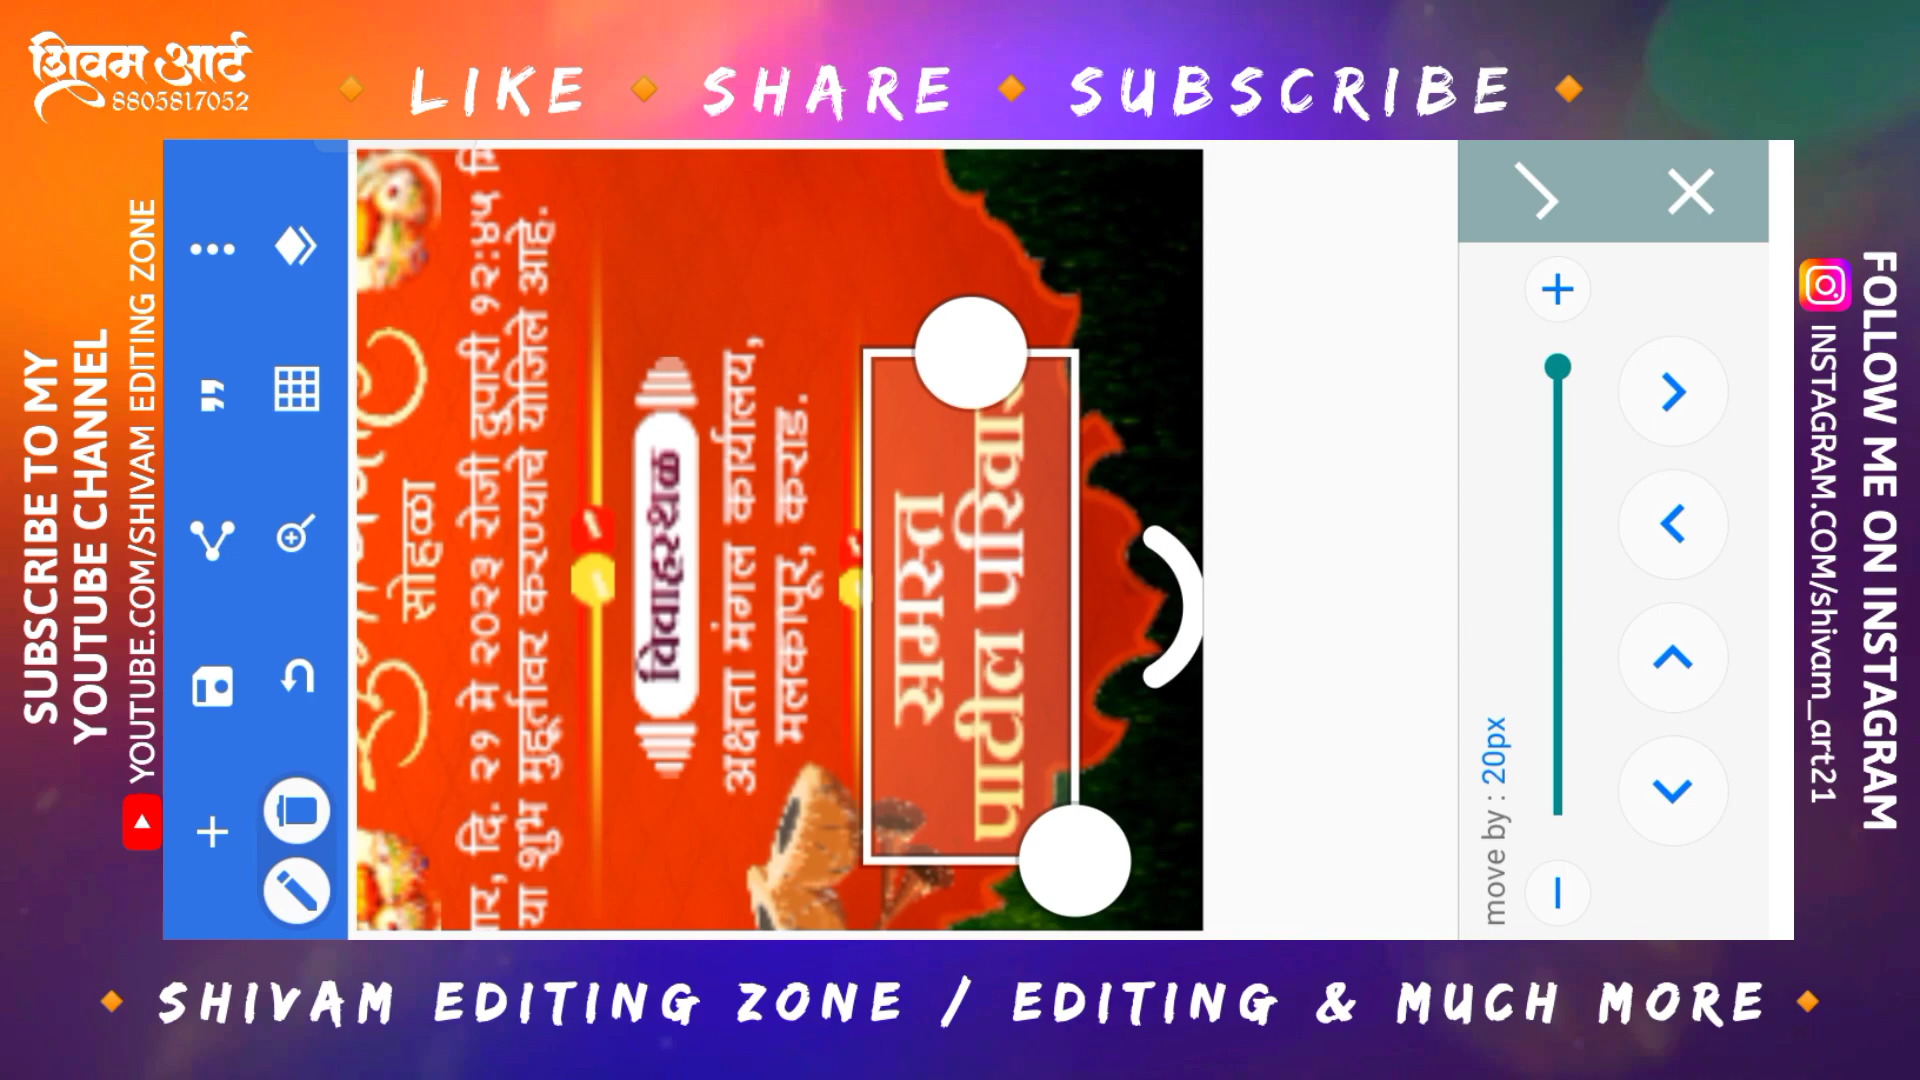 शिवम आर्ट
8805817052
LIKE SHARE SUBSCRIBE
SUBSCRIBE TO MY
YOUTUBE CHANNEL
YOUTUBE.COM/SHIVAM EDITING ZONE
सोहळा
दि. २१ मे २०२३ रोजी दुपारी १२:४५
या शुभ मुहूर्तावर करण्याचे योजिले आहे.
विवाहस्थळ
अक्षता मंगल कार्यालय,
मलकापूर, कराड.
समस्त
पाटील परिवार
move by : 20px
FOLLOW ME ON INSTAGRAM
INSTAGRAM.COM/shivam_art21
SHIVAM EDITING ZONE / EDITING & MUCH MORE